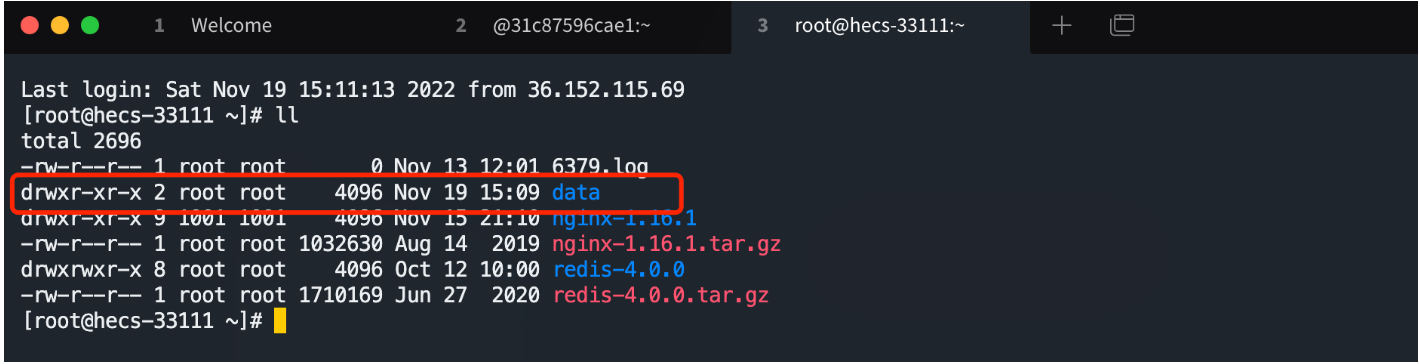 1 Welcome 2 @31c87596cae1:~ 3 root@hecs-33111:~
Last login: Sat Nov 19 15:11:13 2022 from 36.152.115.69
[root@hecs-33111 ~]# ll
total 2696
-rw-r--r-- 1 root root       0 Nov 13 12:01 6379.log
drwxr-xr-x 2 root root    4096 Nov 19 15:09 data
drwxr-xr-x 9 1001 1001    4096 Nov 15 21:10 nginx-1.16.1
-rw-r--r-- 1 root root 1032630 Aug 14  2019 nginx-1.16.1.tar.gz
drwxrwxr-x 8 root root    4096 Oct 12 10:00 redis-4.0.0
-rw-r--r-- 1 root root 1710169 Jun 27  2020 redis-4.0.0.tar.gz
[root@hecs-33111 ~]#